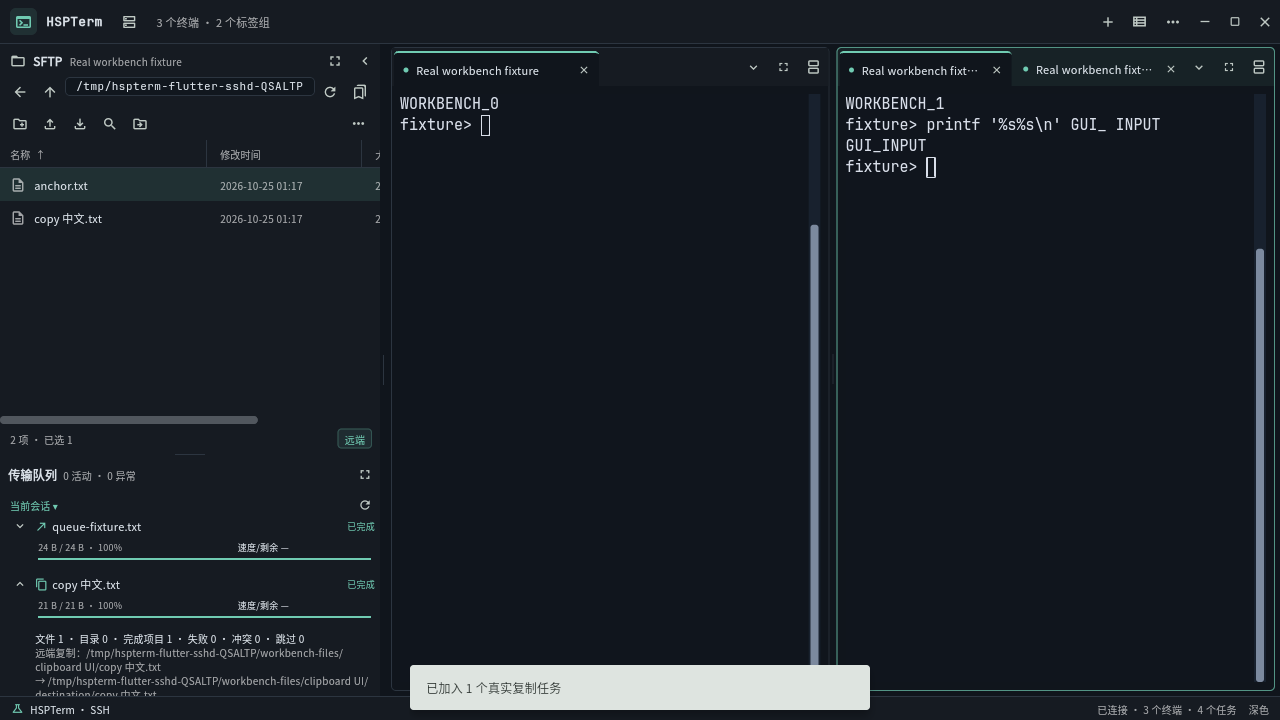 HSPTerm
3 个终端 • 2 个标签组
SFTP Real workbench fixture
/tmp/hspterm-flutter-sshd-QSALTP
名称 ↑ 修改时间
anchor.txt 2026-10-25 01:17 2
copy 中文.txt 2026-10-25 01:17 2
2 项 • 已选 1 远端
传输队列 0 活动 • 0 异常
当前会话 ▾
queue-fixture.txt 已完成
24 B / 24 B • 100% 速度/剩余 —
copy 中文.txt 已完成
21 B / 21 B • 100% 速度/剩余 —
文件 1 • 目录 0 • 完成项目 1 • 失败 0 • 冲突 0 • 跳过 0
远端复制：/tmp/hspterm-flutter-sshd-QSALTP/workbench-files/
clipboard UI/copy 中文.txt
→ /tmp/hspterm-flutter-sshd-QSALTP/workbench-files/clipboard UI/
destination/copy 中文.txt
Real workbench fixture
WORKBENCH_0
fixture>
Real workbench fixt…
Real workbench fixt…
WORKBENCH_1
fixture> printf '%s%s\n' GUI_ INPUT
GUI_INPUT
fixture>
已加入 1 个真实复制任务
HSPTerm • SSH
已连接 • 3 个终端 • 4 个任务 深色